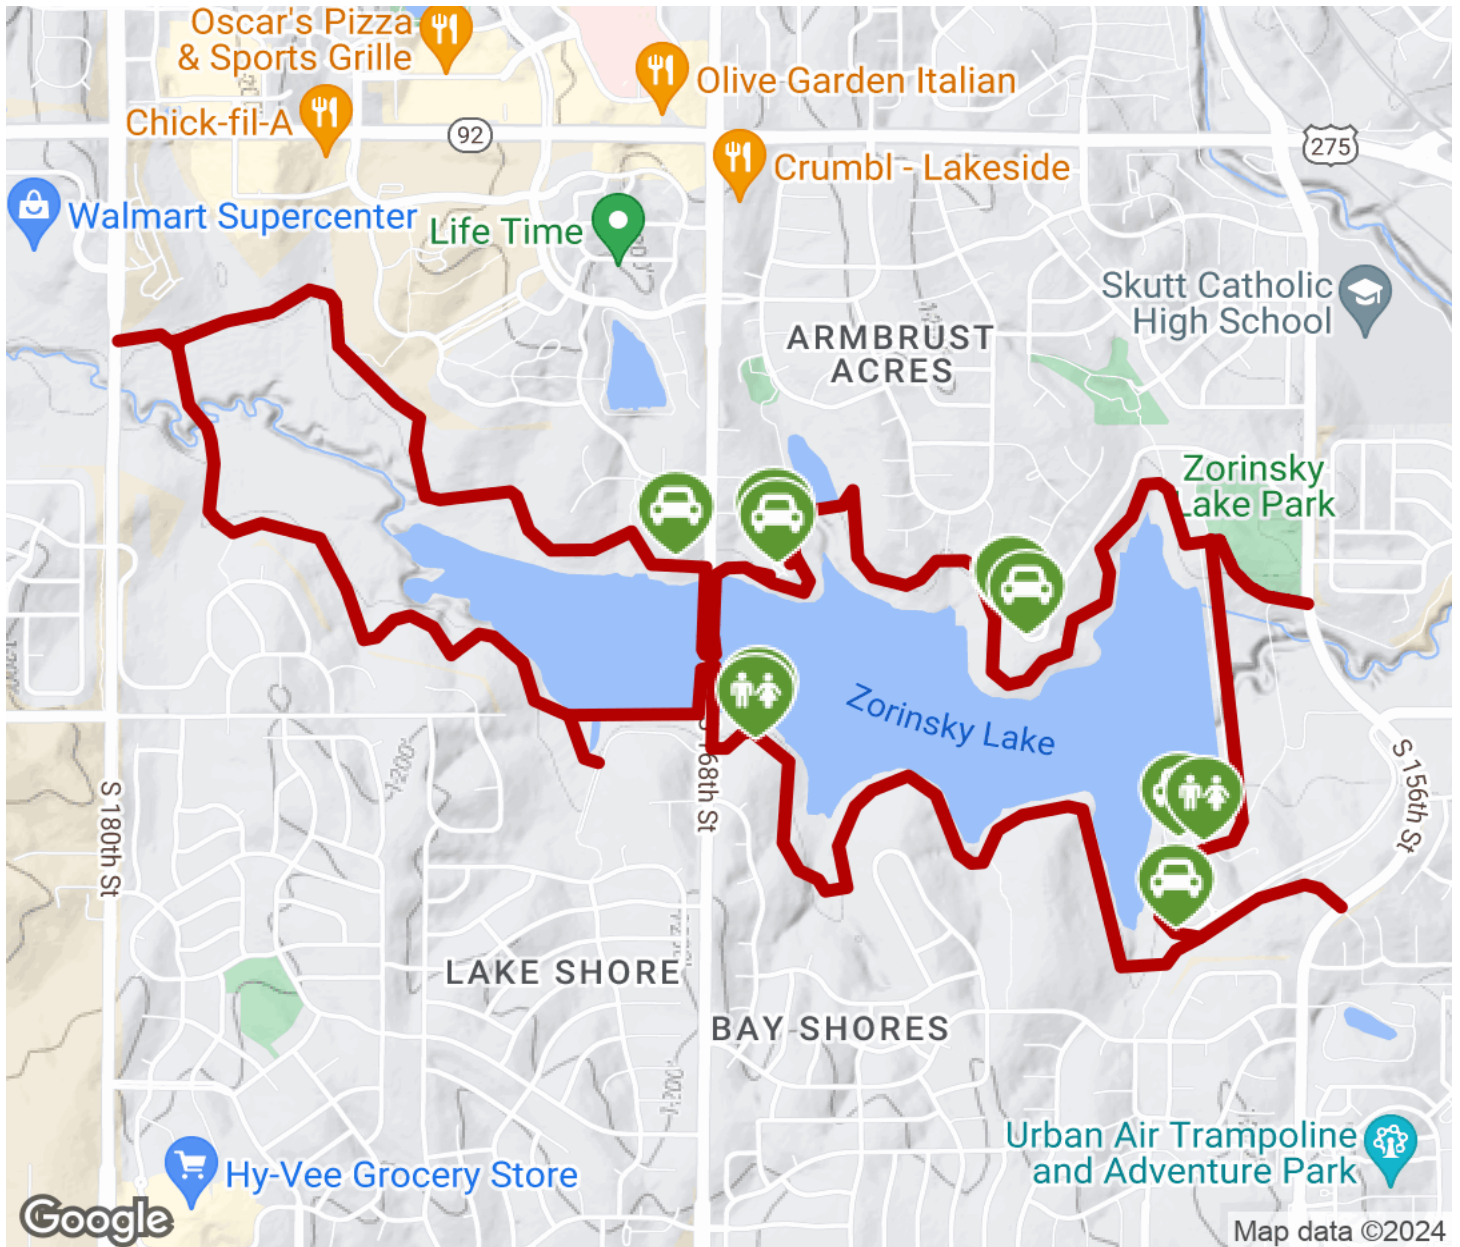 Oscar's Pizza
& Sports Grille
Olive Garden Italian
Chick-fil-A
92
275
Crumbl - Lakeside
Walmart Supercenter
Life Time
Skutt Catholic
High School
ARMBRUST
ACRES
Zorinsky
Lake Park
Zorinsky Lake
1200'
S 168th St
S 156th St
S 180th St
LAKE SHORE
BAY SHORES
1200'
Urban Air Trampoline
and Adventure Park
Hy-Vee Grocery Store
Google
Map data ©2024